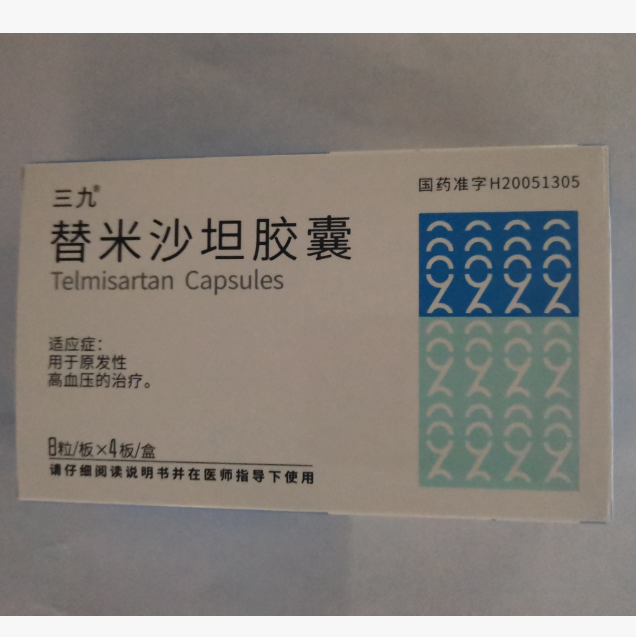 三九®
国药准字H20051305
替米沙坦胶囊
Telmisartan Capsules
适应症：
用于原发性
高血压的治疗。
8粒/板×4板/盒
请仔细阅读说明书并在医师指导下使用